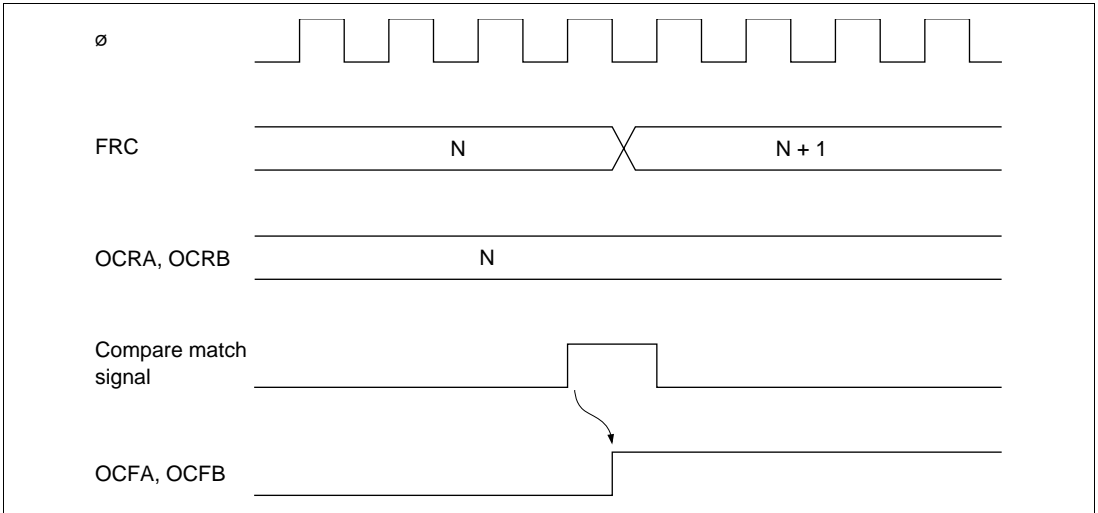 ø
FRC
N
N + 1
OCRA, OCRB
N
Compare match
signal
OCFA, OCFB